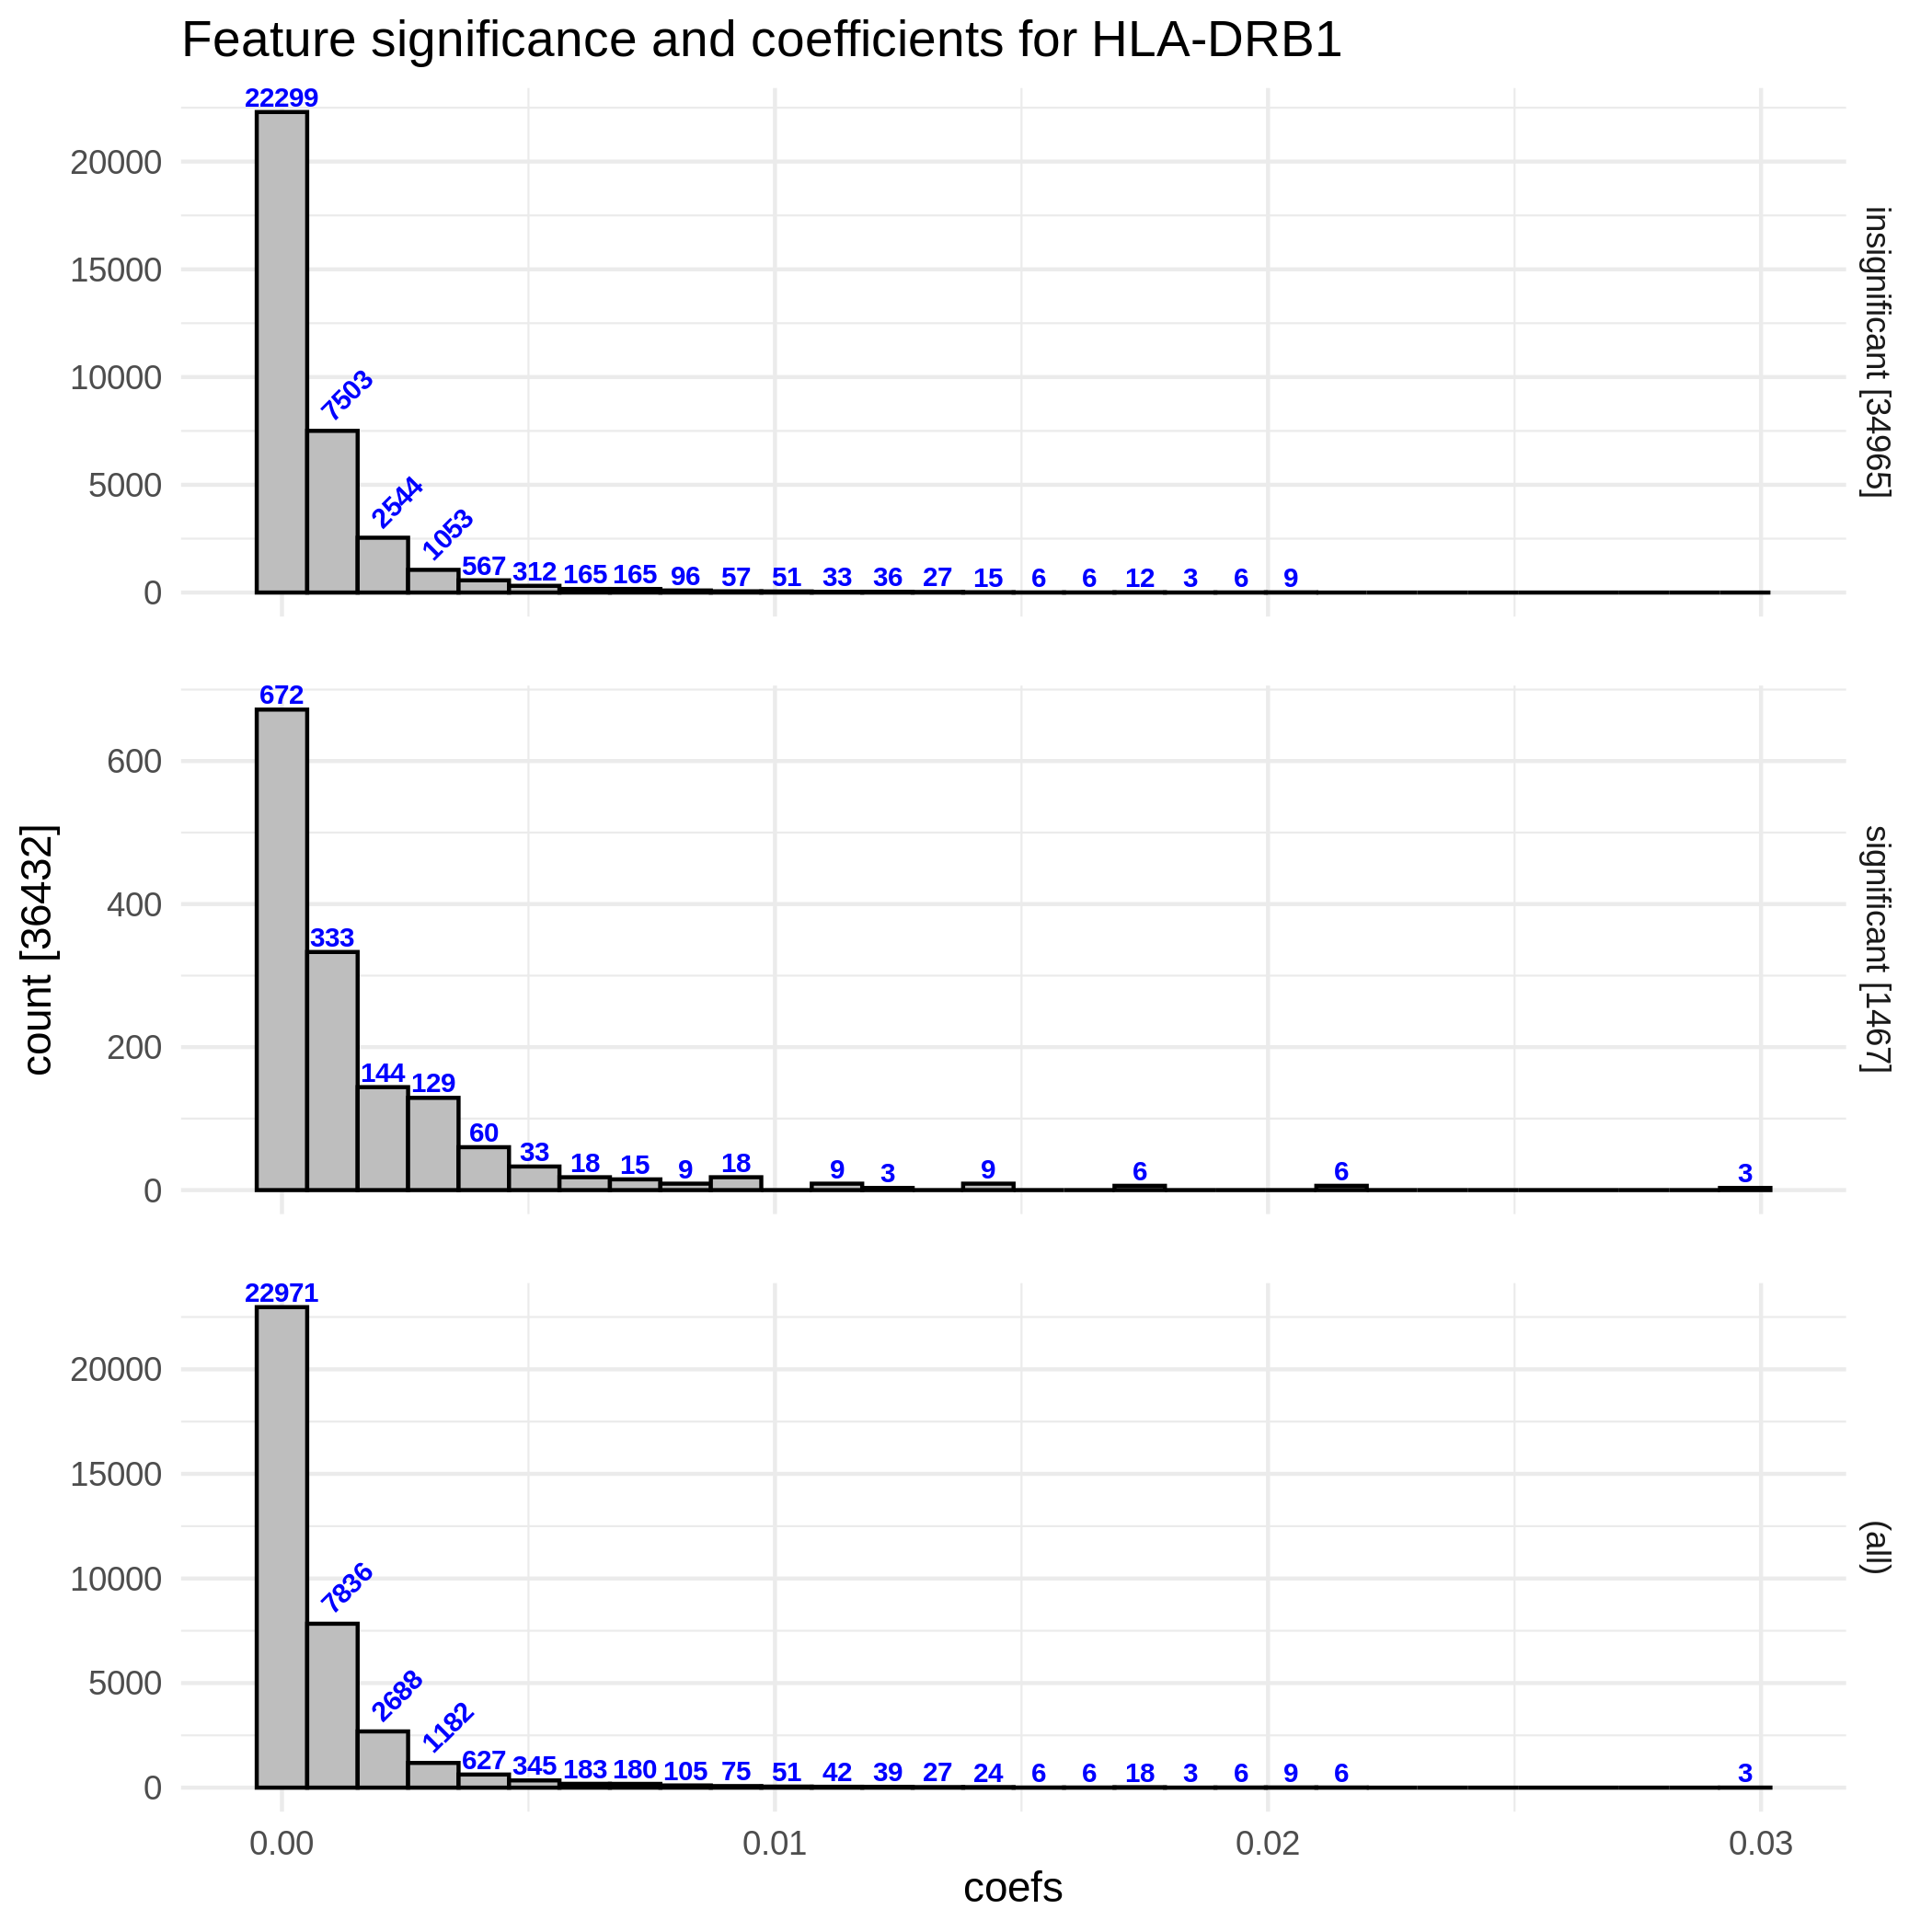 Feature significance and coefficients for HLA-DRB1
22299
7503
2544
1053
567 312 165 165 96 57 51 33 36 27 15 6 6 12 3 6 9
20000
15000
10000
5000
0
insignificant [34965]
672
333
144 129
60
33 18 15 9 18 9 3 9 6 6 3
600
400
200
0
significant [1467]
count [36432]
22971
7836
2688
1182
627 345 183 180 105 75 51 42 39 27 24 6 6 18 3 6 9 6 3
20000
15000
10000
5000
0
(all)
0.00 0.01 0.02 0.03
coefs